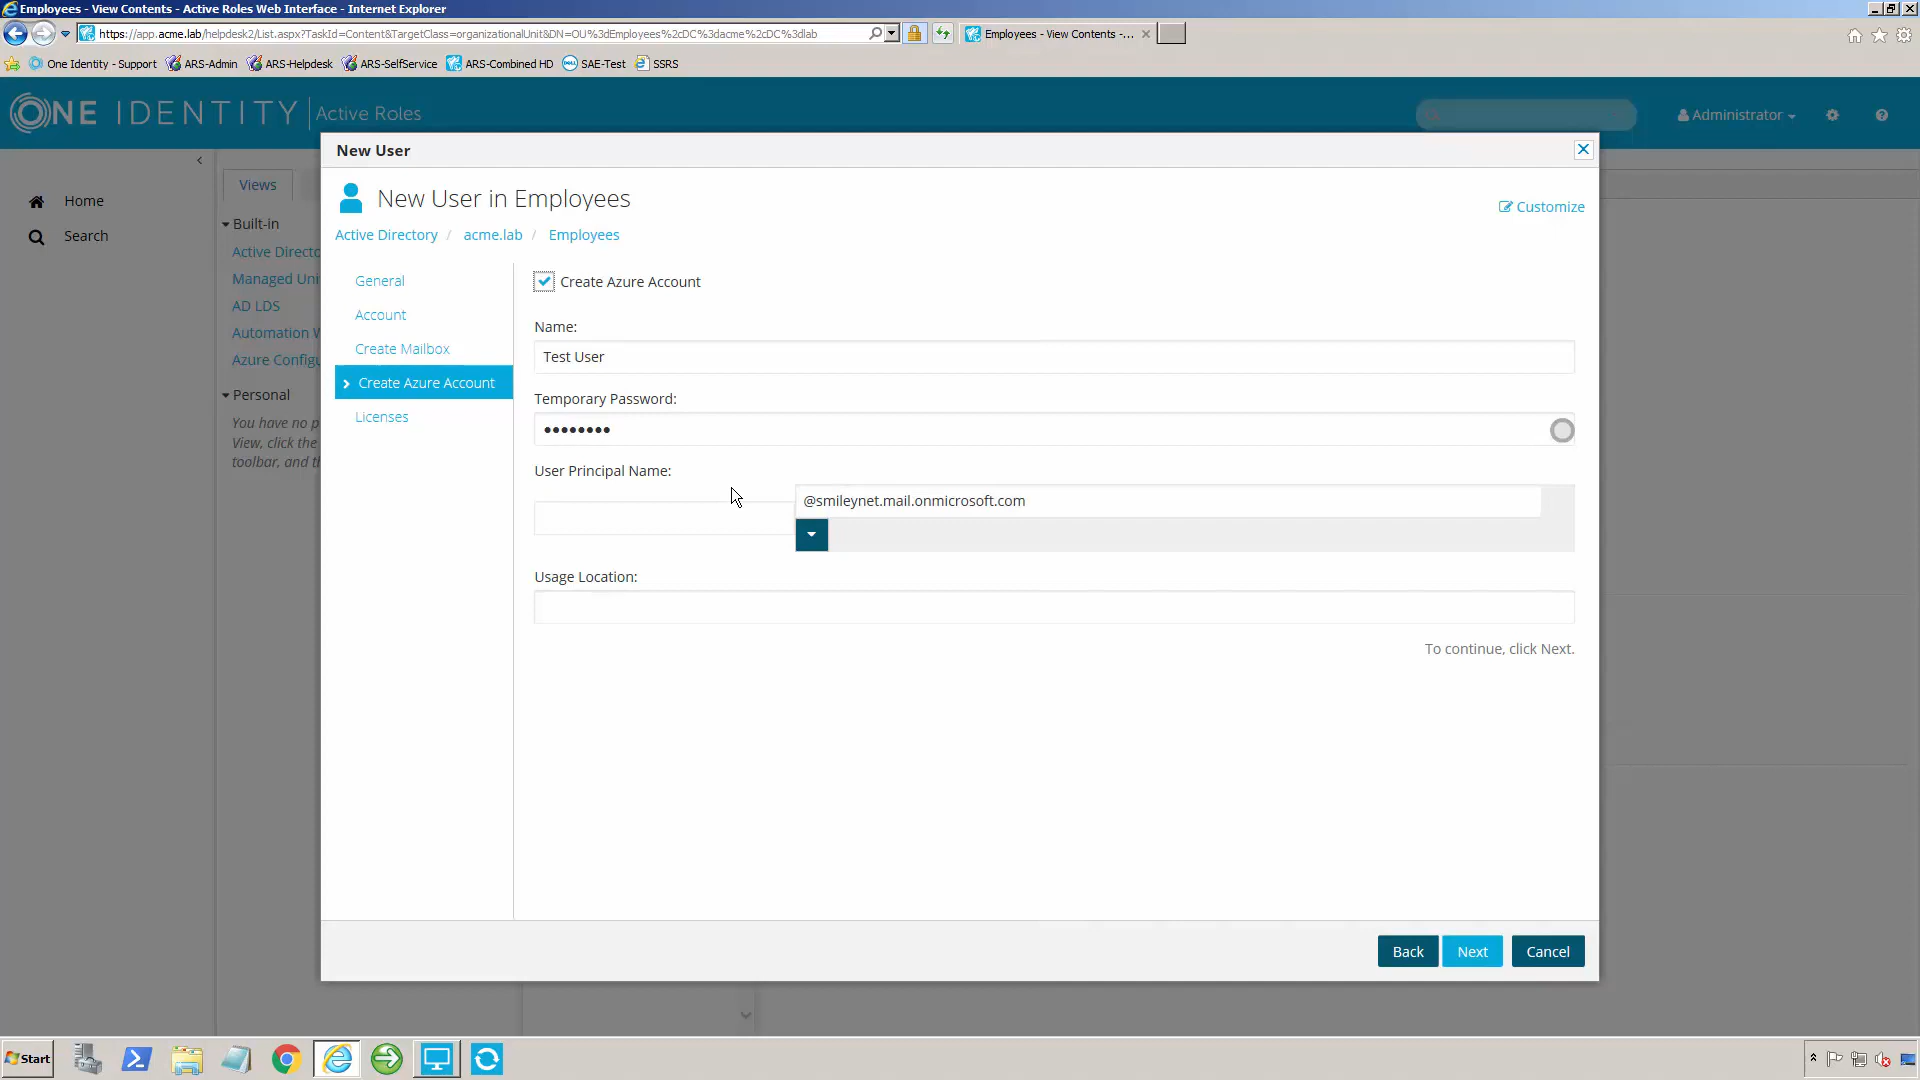 Employees - View Contents - Active Roles Web Interface - Internet Explorer
https://app.acme.lab/helpdesk2/List.aspx?TaskId=Content&TargetClass=organizationalUnit&DN=OU%3dEmployees%2cDC%3dacme%2cDC%3dlab
Employees - View Contents -...
One Identity - Support
ARS-Admin
ARS-Helpdesk
ARS-SelfService
ARS-Combined HD
SAE-Test
SSRS
ONE IDENTITY
Active Roles
Administrator
Home
Search
Views
Built-in
Active Directo
Managed Uni
AD LDS
Automation W
Azure Configu
Personal
You have no p
View, click the
toolbar, and th
New User
New User in Employees
Customize
Active Directory / acme.lab / Employees
General
Account
Create Mailbox
Create Azure Account
Licenses
Create Azure Account
Name:
Test User
Temporary Password:
User Principal Name:
@smileynet.mail.onmicrosoft.com
Usage Location:
To continue, click Next.
Back
Next
Cancel
Start